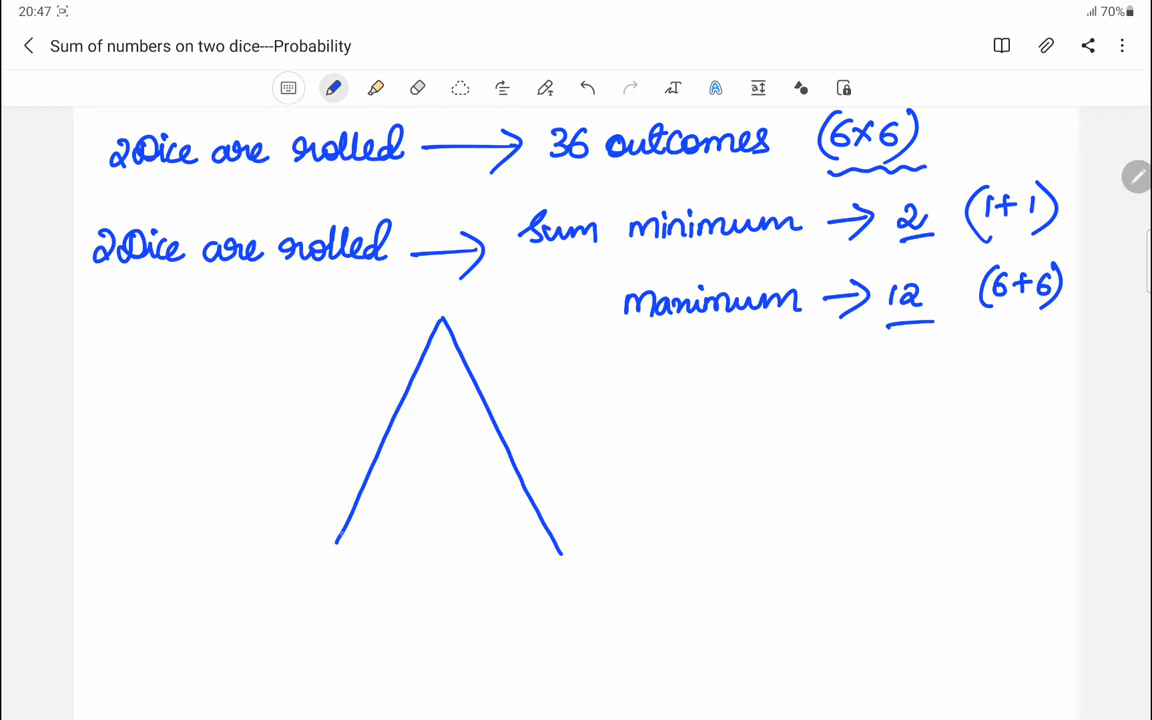 20:47 70%
Sum of numbers on two dice---Probability
2Dice are rolled → 36 outcomes (6×6)
2Dice are rolled → Sum minimum → 2 (1+1)
Maximum → 12 (6+6)